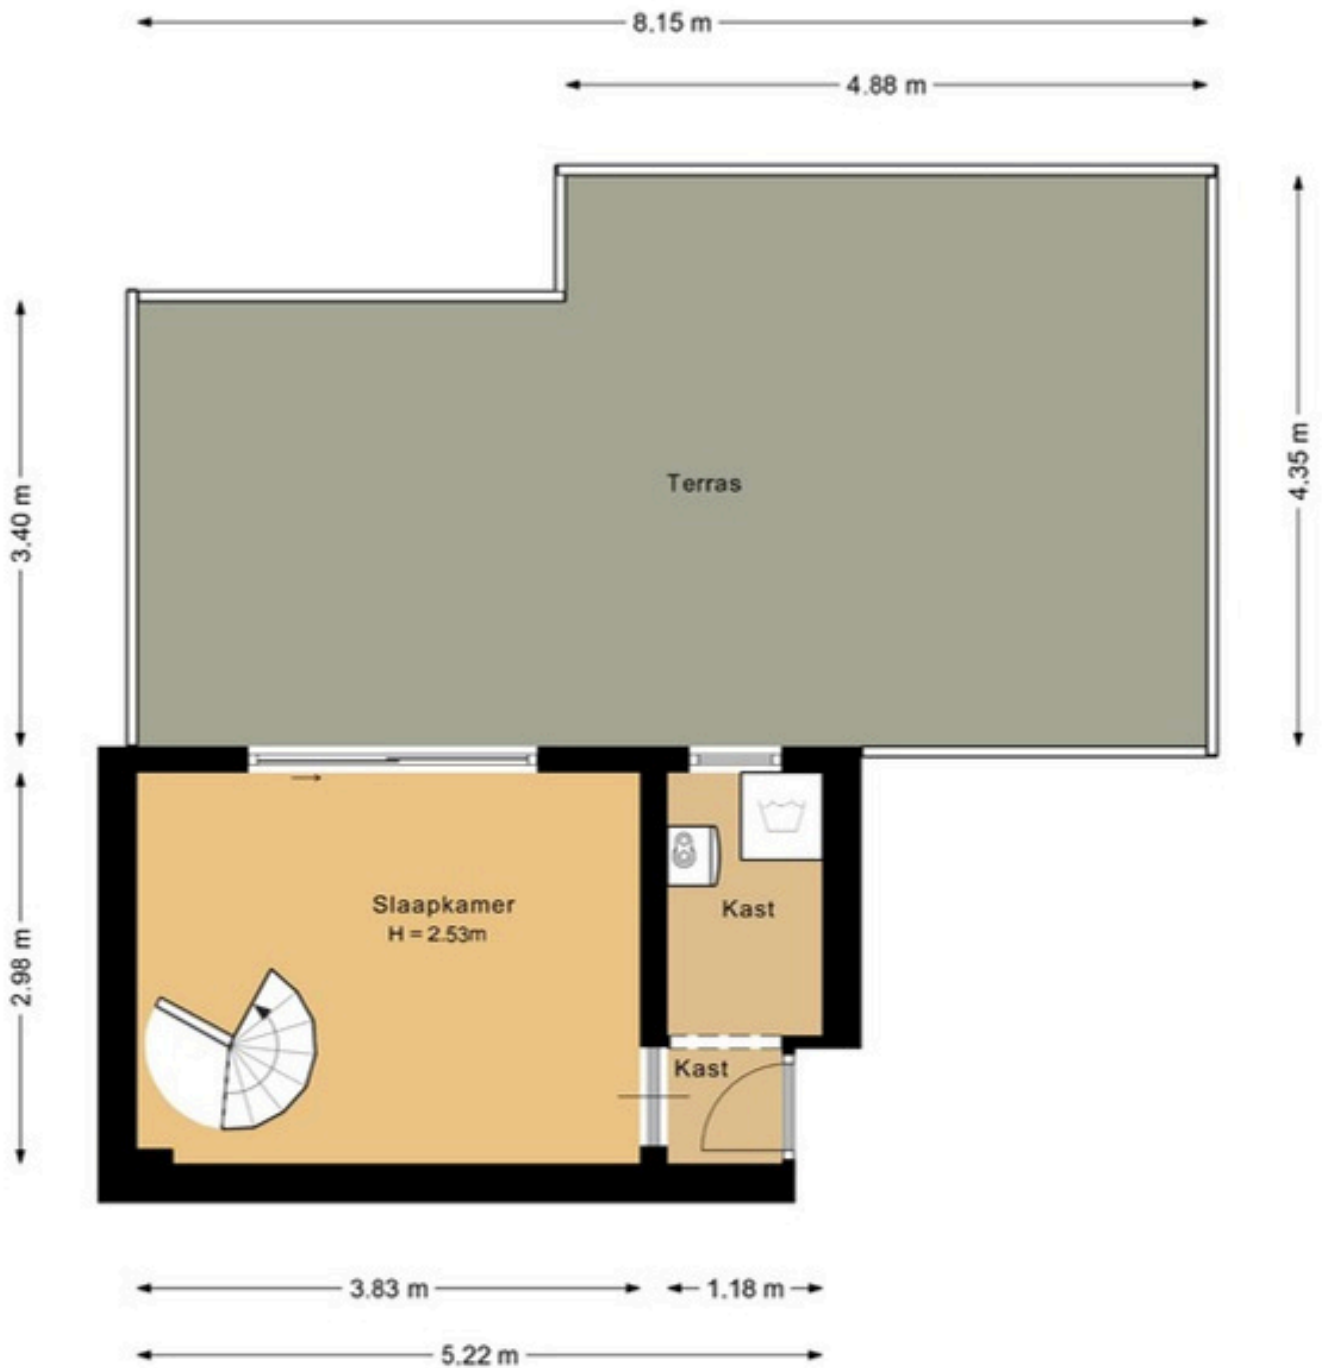 8.15 m
4.88 m
4.35 m
3.40 m
Terras
Slaapkamer
H = 2.53m
Kast
2.98 m
Kast
3.83 m
1.18 m
5.22 m